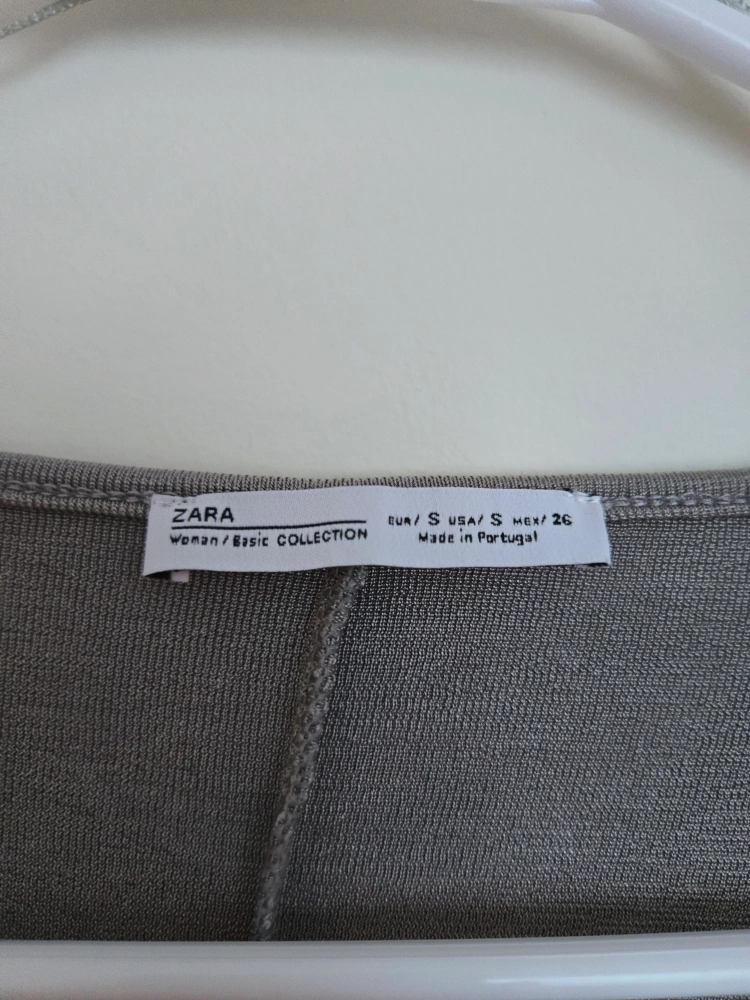 ZARA
Woman / Basic COLLECTION
EUR/ S USA/ S MEX/ 26
Made in Portugal